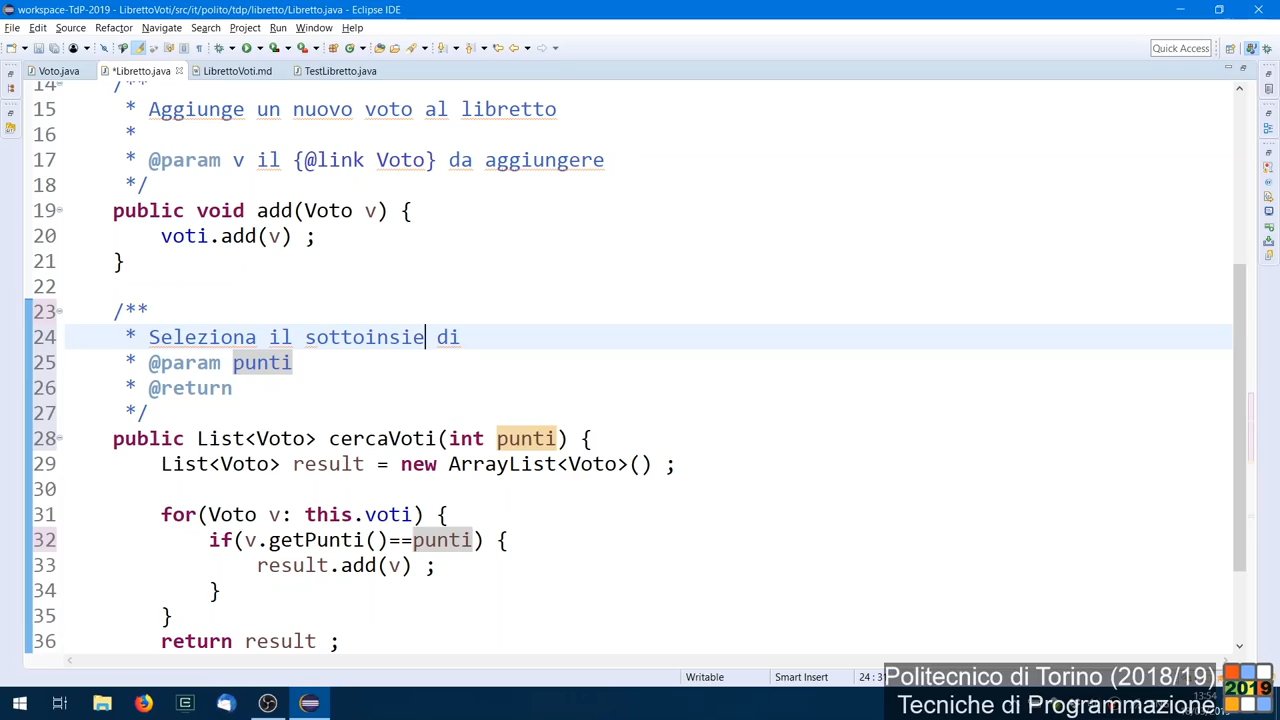 workspace-TdP-2019 - LibrettoVoti/src/it/polito/tdp/libretto/Libretto.java - Eclipse IDE
File Edit Source Refactor Navigate Search Project Run Window Help
Quick Access
Voto.java *Libretto.java LibrettoVoti.md TestLibretto.java
14 /**
15 * Aggiunge un nuovo voto al libretto
16 *
17 * @param v il {@link Voto} da aggiungere
18 */
19 public void add(Voto v) {
20 voti.add(v) ;
21 }
22
23 /**
24 * Seleziona il sottoinsie di
25 * @param punti
26 * @return
27 */
28 public List<Voto> cercaVoti(int punti) {
29 List<Voto> result = new ArrayList<Voto>() ;
30
31 for(Voto v: this.voti) {
32 if(v.getPunti()==punti) {
33 result.add(v) ;
34 }
35 }
36 return result ;
Writable Smart Insert 24 : 3
Politecnico di Torino (2018/19)
Tecniche di Programmazione
2019
13:54